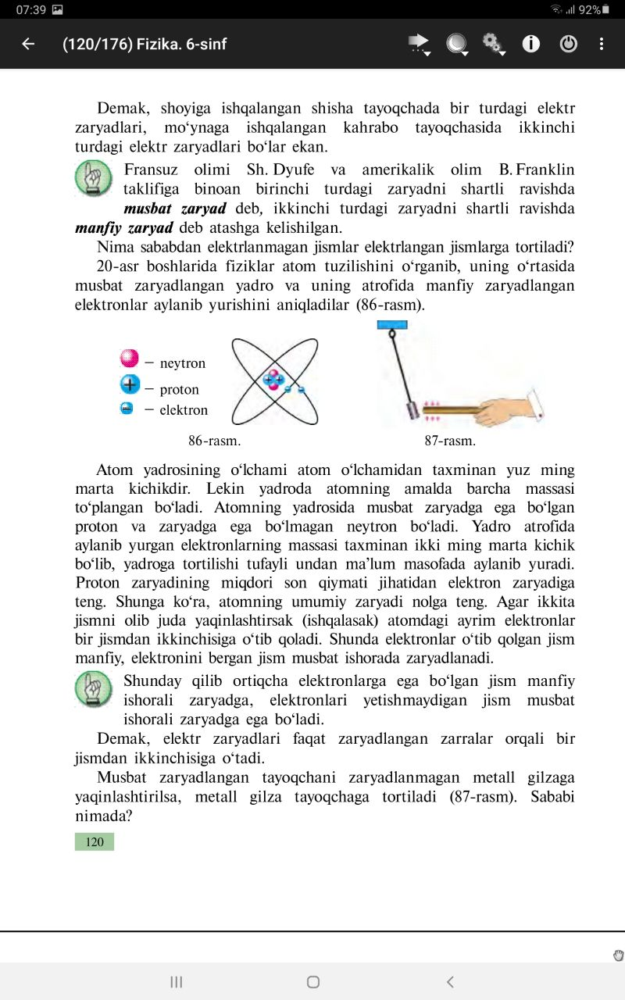 07:39
92%
(120/176) Fizika. 6-sinf
Demak, shoyiga ishqalangan shisha tayoqchada bir turdagi elektr
zaryadlari, mo‘ynaga ishqalangan kahrabo tayoqchasida ikkinchi
turdagi elektr zaryadlari bo‘lar ekan.
Fransuz olimi Sh. Dyufe va amerikalik olim B. Franklin
taklifiga binoan birinchi turdagi zaryadni shartli ravishda
musbat zaryad deb, ikkinchi turdagi zaryadni shartli ravishda
manfiy zaryad deb atashga kelishilgan.
Nima sababdan elektrlanmagan jismlar elektrlangan jismlarga tortiladi?
20-asr boshlarida fiziklar atom tuzilishini o‘rganib, uning o‘rtasida
musbat zaryadlangan yadro va uning atrofida manfiy zaryadlangan
elektronlar aylanib yurishini aniqladilar (86-rasm).
– neytron
+ – proton
– – elektron
86-rasm.
87-rasm.
Atom yadrosining o‘lchami atom o‘lchamidan taxminan yuz ming
marta kichikdir. Lekin yadroda atomning amalda barcha massasi
to‘plangan bo‘ladi. Atomning yadrosida musbat zaryadga ega bo‘lgan
proton va zaryadga ega bo‘lmagan neytron bo‘ladi. Yadro atrofida
aylanib yurgan elektronlarning massasi taxminan ikki ming marta kichik
bo‘lib, yadroga tortilishi tufayli undan ma’lum masofada aylanib yuradi.
Proton zaryadining miqdori son qiymati jihatidan elektron zaryadiga
teng. Shunga ko‘ra, atomning umumiy zaryadi nolga teng. Agar ikkita
jismni olib juda yaqinlashtirsak (ishqalasak) atomdagi ayrim elektronlar
bir jismdan ikkinchisiga o‘tib qoladi. Shunda elektronlar o‘tib qolgan jism
manfiy, elektronini bergan jism musbat ishorada zaryadlanadi.
Shunday qilib ortiqcha elektronlarga ega bo‘lgan jism manfiy
ishorali zaryadga, elektronlari yetishmaydigan jism musbat
ishorali zaryadga ega bo‘ladi.
Demak, elektr zaryadlari faqat zaryadlangan zarralar orqali bir
jismdan ikkinchisiga o‘tadi.
Musbat zaryadlangan tayoqchani zaryadlanmagan metall gilzaga
yaqinlashtirilsa, metall gilza tayoqchaga tortiladi (87-rasm). Sababi
nimada?
120